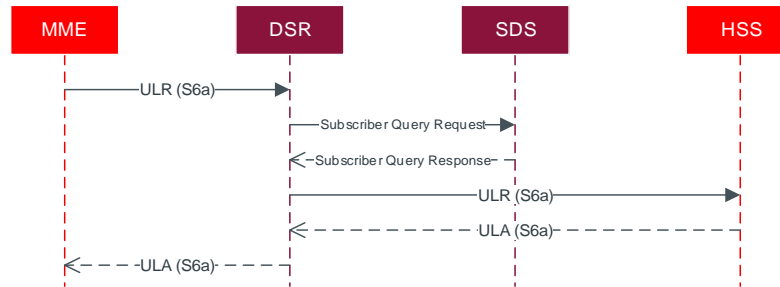 MME
DSR
SDS
HSS
ULR (S6a)
Subscriber Query Request
Subscriber Query Response
ULR (S6a)
ULA (S6a)
ULA (S6a)